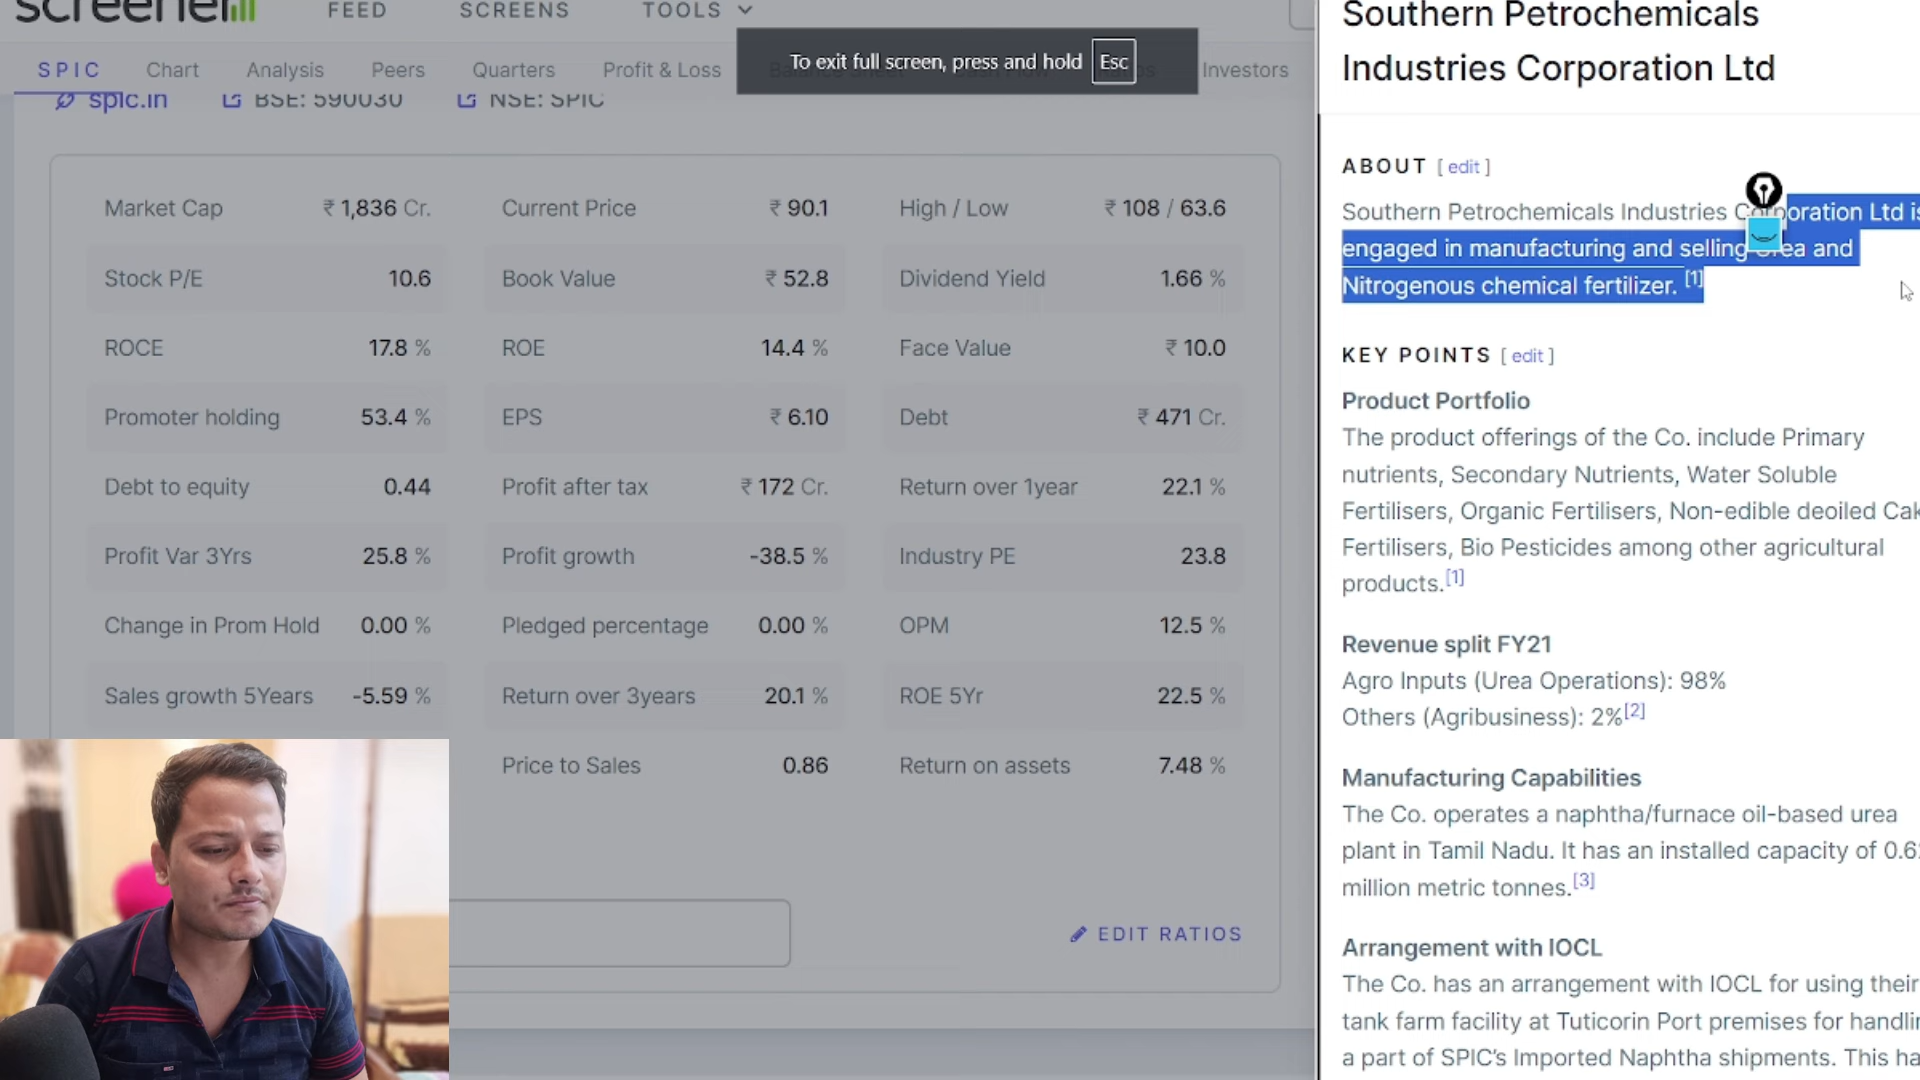 screener
FEED SCREENS TOOLS
To exit full screen, press and hold Esc
SPIC Chart Analysis Peers Quarters Profit & Loss Balance Sheet Investors
spic.in BSE: 590030 NSE: SPIC
Market Cap ₹ 1,836 Cr. Current Price ₹ 90.1 High / Low ₹ 108 / 63.6
Stock P/E 10.6 Book Value ₹ 52.8 Dividend Yield 1.66 %
ROCE 17.8 % ROE 14.4 % Face Value ₹ 10.0
Promoter holding 53.4 % EPS ₹ 6.10 Debt ₹ 471 Cr.
Debt to equity 0.44 Profit after tax ₹ 172 Cr. Return over 1year 22.1 %
Profit Var 3Yrs 25.8 % Profit growth -38.5 % Industry PE 23.8
Change in Prom Hold 0.00 % Pledged percentage 0.00 % OPM 12.5 %
Sales growth 5Years -5.59 % Return over 3years 20.1 % ROE 5Yr 22.5 %
Price to Sales 0.86 Return on assets 7.48 %
EDIT RATIOS
Southern Petrochemicals
Industries Corporation Ltd
ABOUT [ edit ]
Southern Petrochemicals Industries Corporation Ltd is
engaged in manufacturing and selling urea and
Nitrogenous chemical fertilizer. [1]
KEY POINTS [ edit ]
Product Portfolio
The product offerings of the Co. include Primary
nutrients, Secondary Nutrients, Water Soluble
Fertilisers, Organic Fertilisers, Non-edible deoiled
Fertilisers, Bio Pesticides among other agricultural
products.[1]
Revenue split FY21
Agro Inputs (Urea Operations): 98%
Others (Agribusiness): 2%[2]
Manufacturing Capabilities
The Co. operates a naphtha/furnace oil-based urea
plant in Tamil Nadu. It has an installed capacity of
million metric tonnes.[3]
Arrangement with IOCL
The Co. has an arrangement with IOCL for using their
tank farm facility at Tuticorin Port premises for
a part of SPIC's Imported Naphtha shipments. This